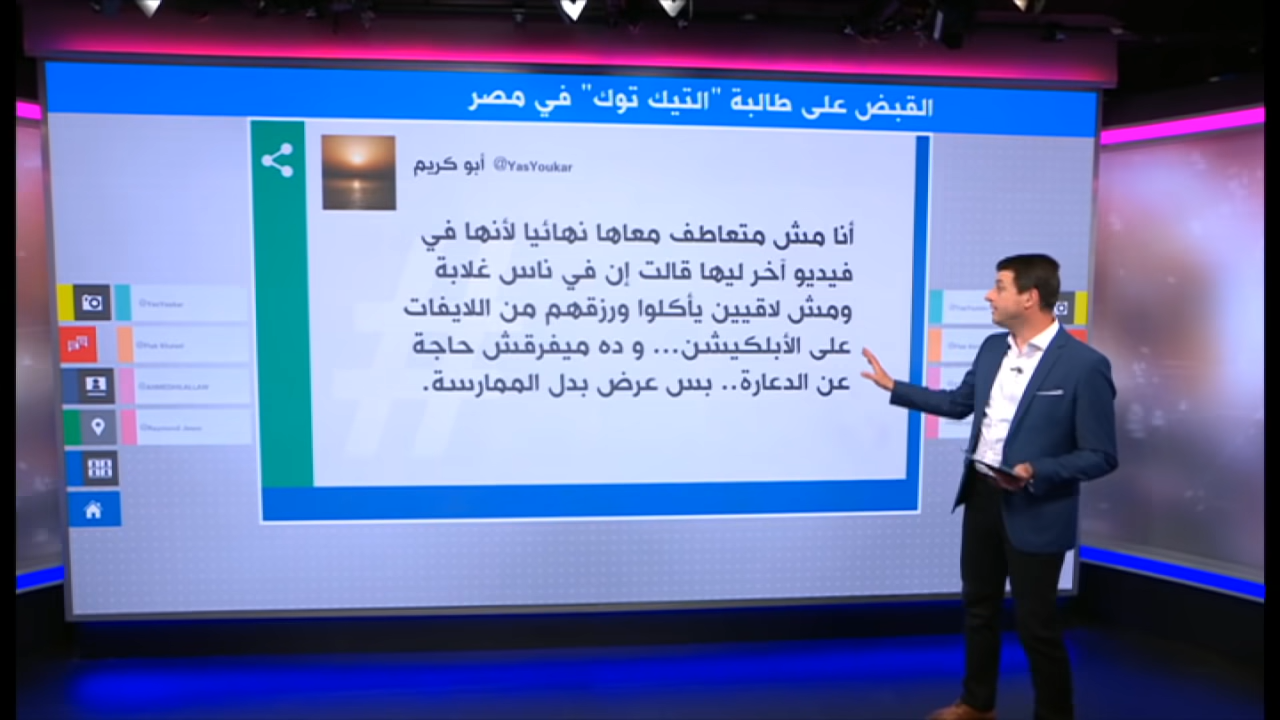 القبض على طالبة "التيك توك" في مصر
أبو كريم @YasYoukar
أنا مش متعاطف معاها نهائيا لأنها في
فيديو آخر ليها قالت إن في ناس غلابة
ومش لاقيين يأكلوا ورزقهم من اللايفات
على الأبلكيشن... و ده ميفرقش حاجة
عن الدعارة.. بس عرض بدل الممارسة.
@YasYoukar